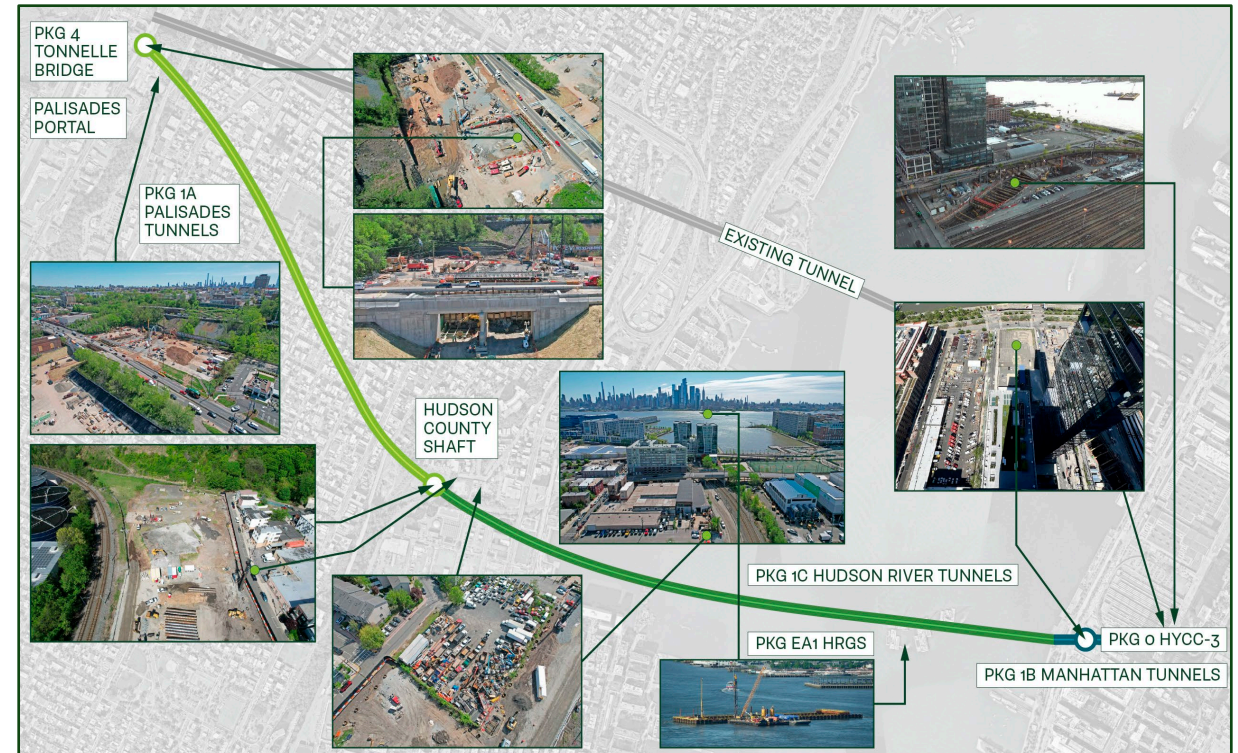 PKG 4
TONNELLE
BRIDGE
PALISADES
PORTAL
PKG 1A
PALISADES
TUNNELS
EXISTING TUNNEL
HUDSON
COUNTY
SHAFT
PKG 1C HUDSON RIVER TUNNELS
PKG EA1 HRGS
PKG 0 HYCC-3
PKG 1B MANHATTAN TUNNELS